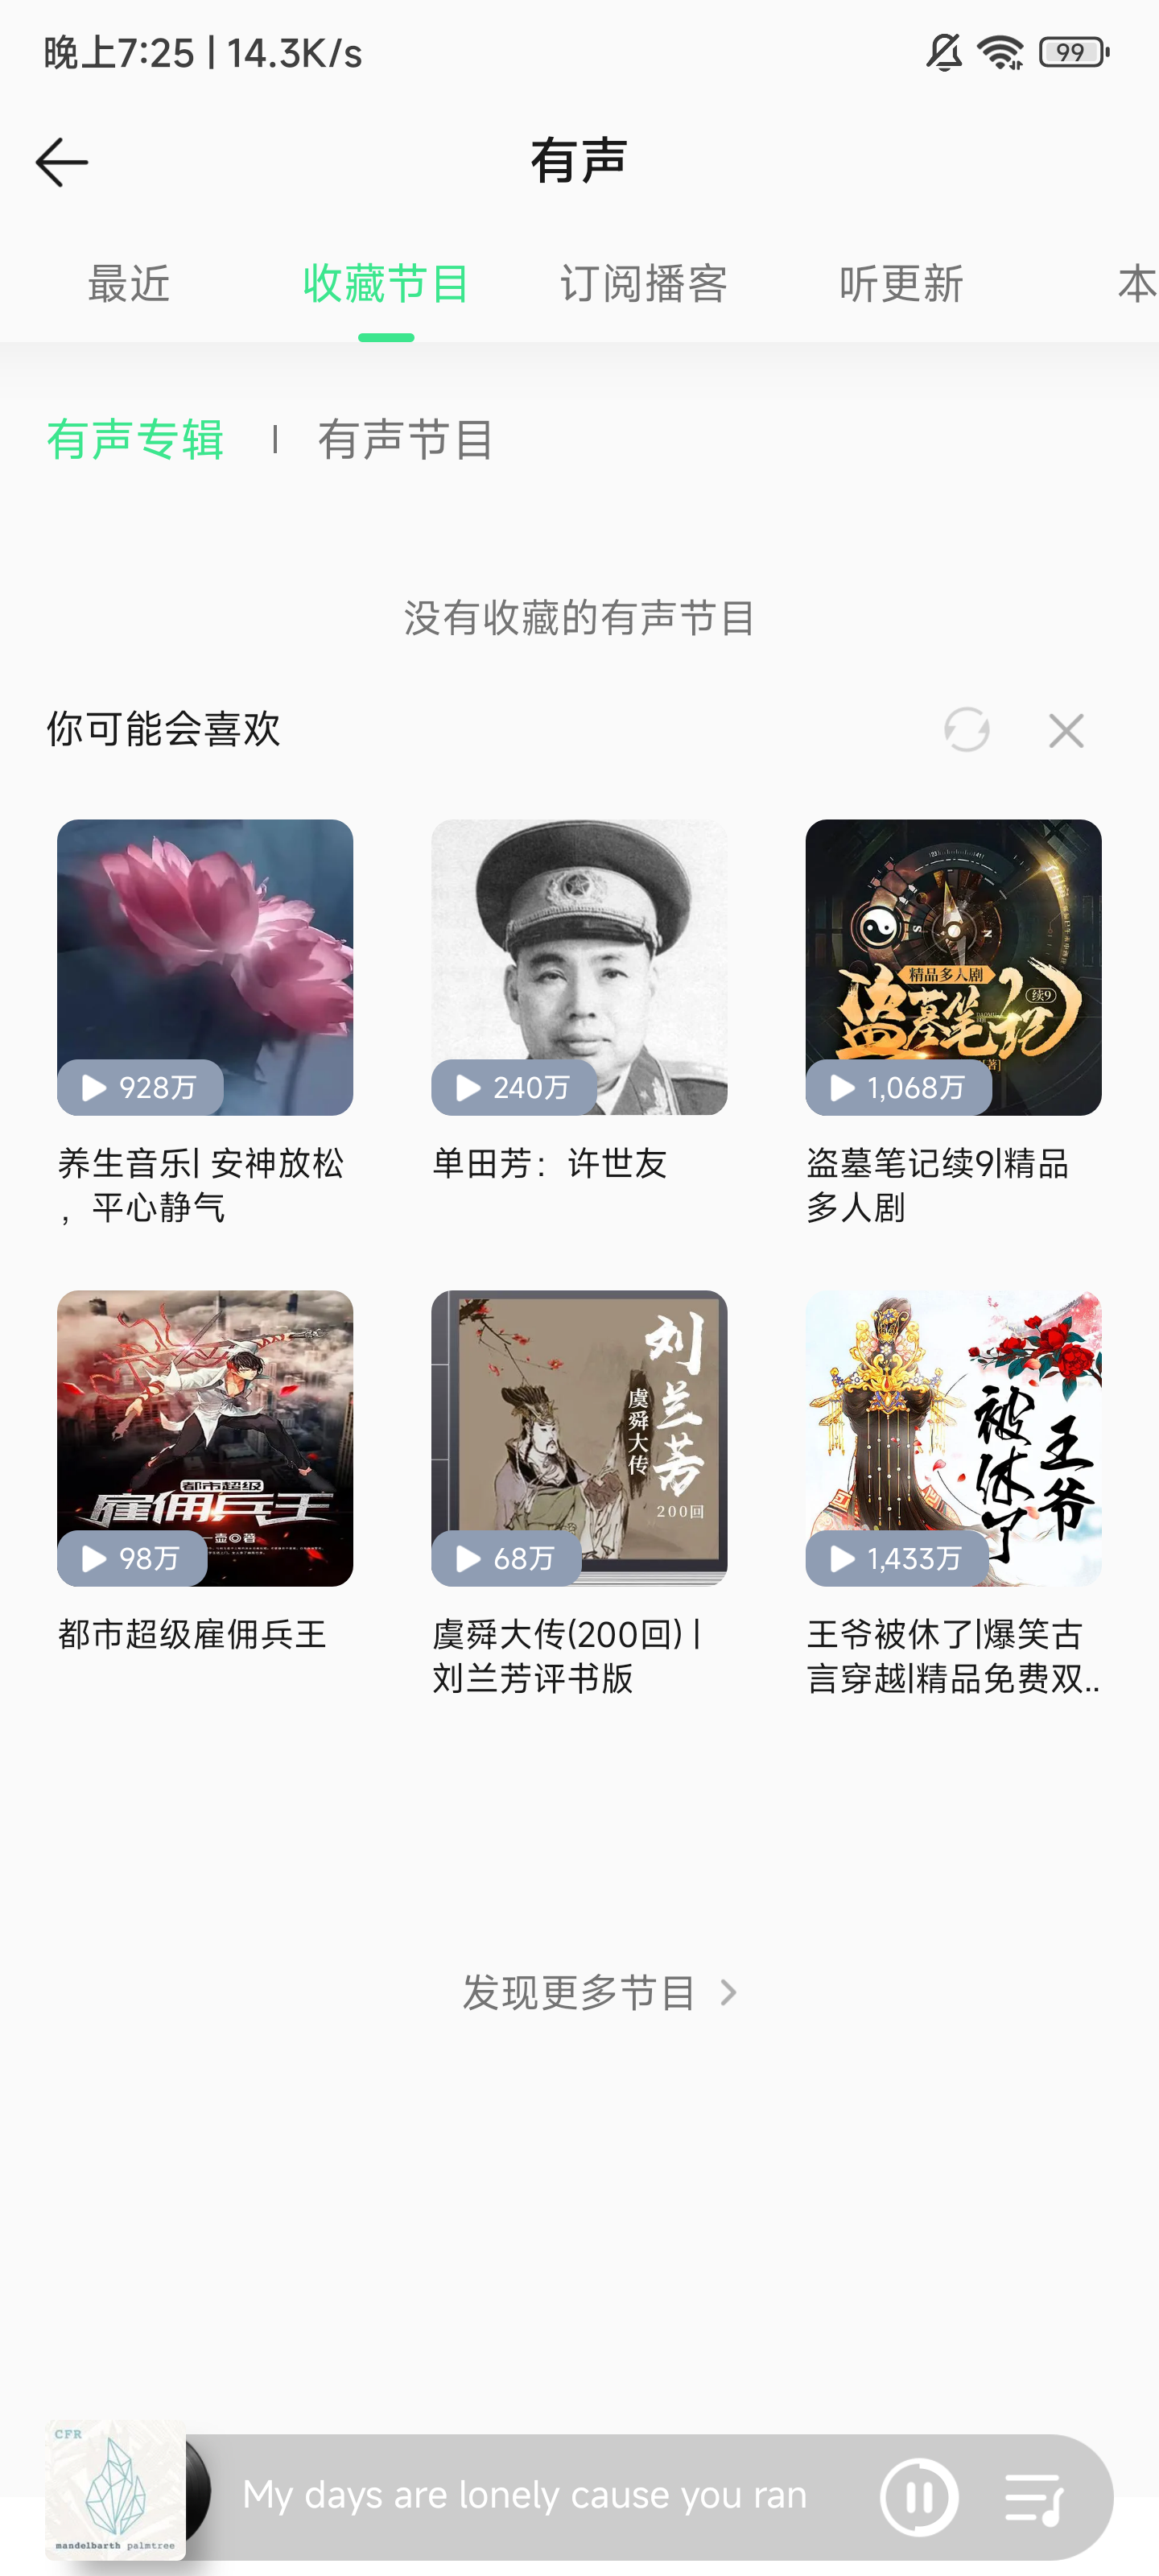 晚上7:25 | 14.3K/s
99
有声
最近
收藏节目
订阅播客
听更新
本
有声专辑 | 有声节目
没有收藏的有声节目
你可能会喜欢
928万
240万
精品多人剧
盗墓笔记
续9
1,068万
养生音乐| 安神放松
，平心静气
单田芳：许世友
盗墓笔记续9|精品
多人剧
都市超级
雇佣兵王
一壶◎著
98万
刘兰芳
虞舜大传
200回
68万
王爷
被休了
1,433万
都市超级雇佣兵王
虞舜大传(200回) |
刘兰芳评书版
王爷被休了|爆笑古
言穿越|精品免费双..
发现更多节目
CFR
mandelbarth palmtree
My days are lonely cause you ran